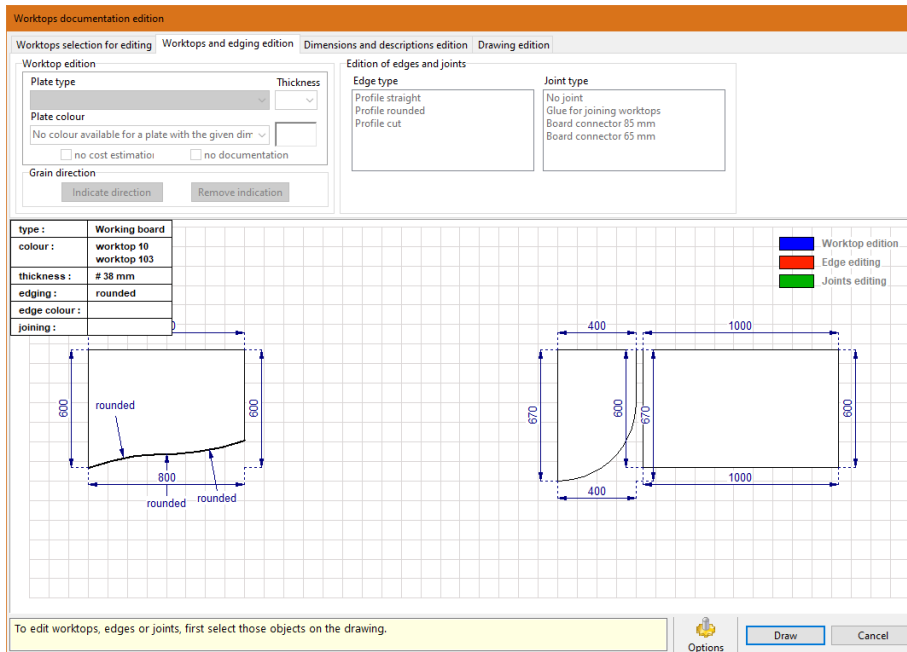 Worktops documentation edition
Worktops selection for editing Worktops and edging edition Dimensions and descriptions edition Drawing edition
Worktop edition
Plate type Thickness
Plate colour
No colour available for a plate with the given dim
no cost estimation no documentation
Grain direction
Indicate direction Remove indication
Edition of edges and joints
Edge type Joint type
Profile straight No joint
Profile rounded Glue for joining worktops
Profile cut Board connector 85 mm
Board connector 65 mm
type : Working board
colour : worktop 10
worktop 103
thickness : # 38 mm
edging : rounded
edge colour :
joining :
Worktop edition
Edge editing
Joints editing
400 1000
600 rounded 600
670 600 670 600
800 1000
rounded rounded 400
To edit worktops, edges or joints, first select those objects on the drawing.
Options
Draw Cancel